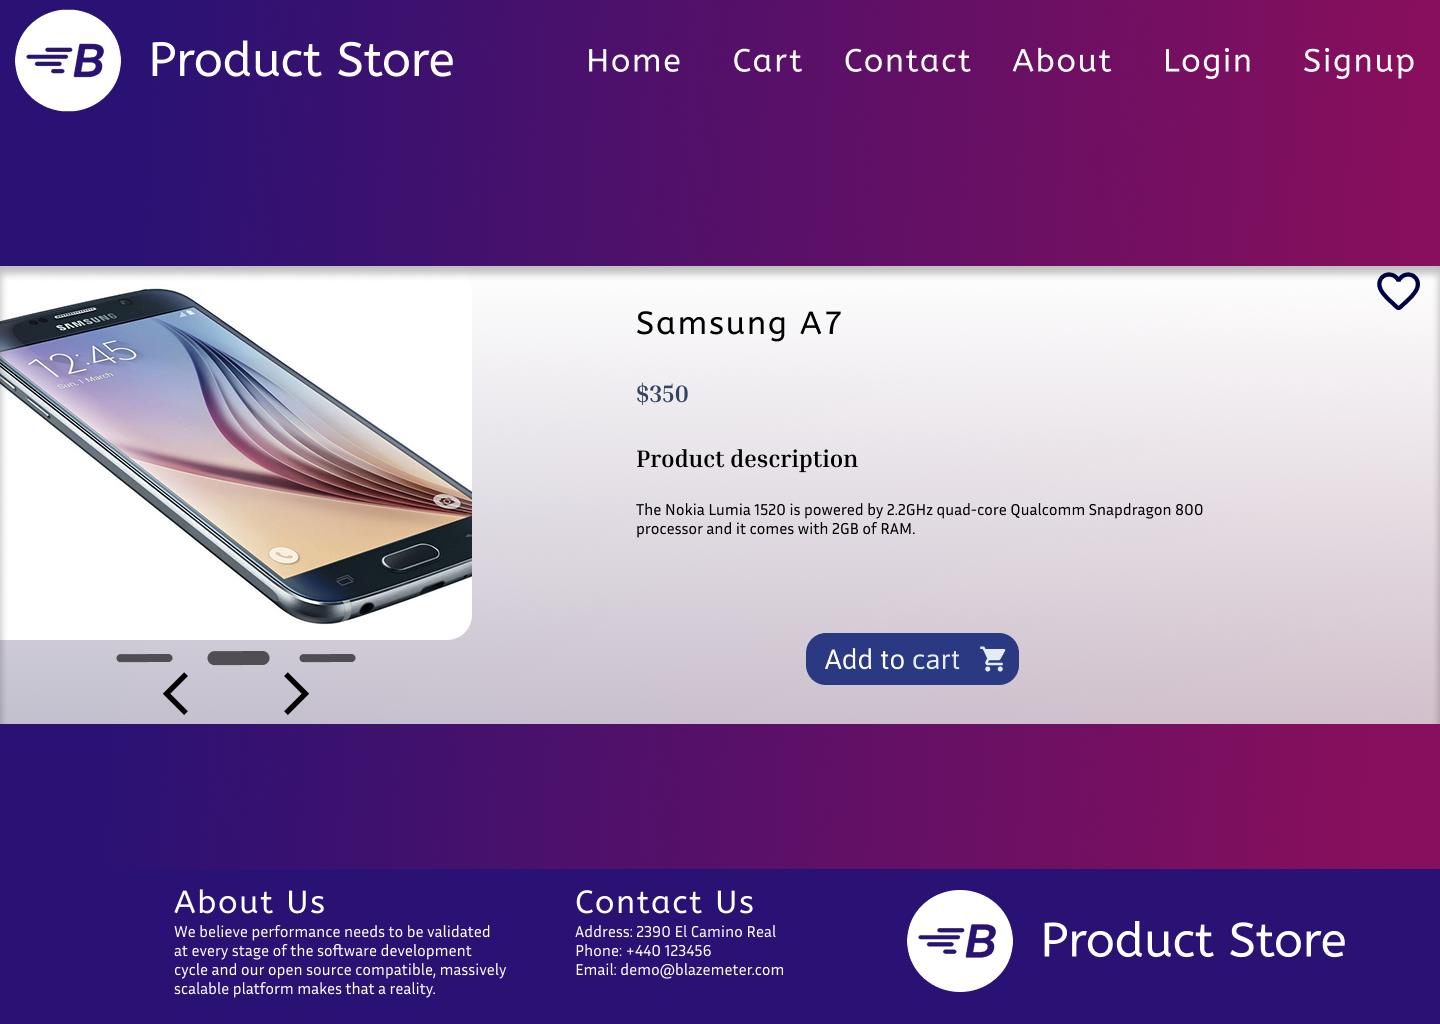 B Product Store
Home Cart Contact About Login Signup
SAMSUNG
12:45
Sun, 1 March
Samsung A7
$350
Product description
The Nokia Lumia 1520 is powered by 2.2GHz quad-core Qualcomm Snapdragon 800
processor and it comes with 2GB of RAM.
Add to cart
About Us
We believe performance needs to be validated
at every stage of the software development
cycle and our open source compatible, massively
scalable platform makes that a reality.
Contact Us
Address: 2390 El Camino Real
Phone: +440 123456
Email: demo@blazemeter.com
B Product Store